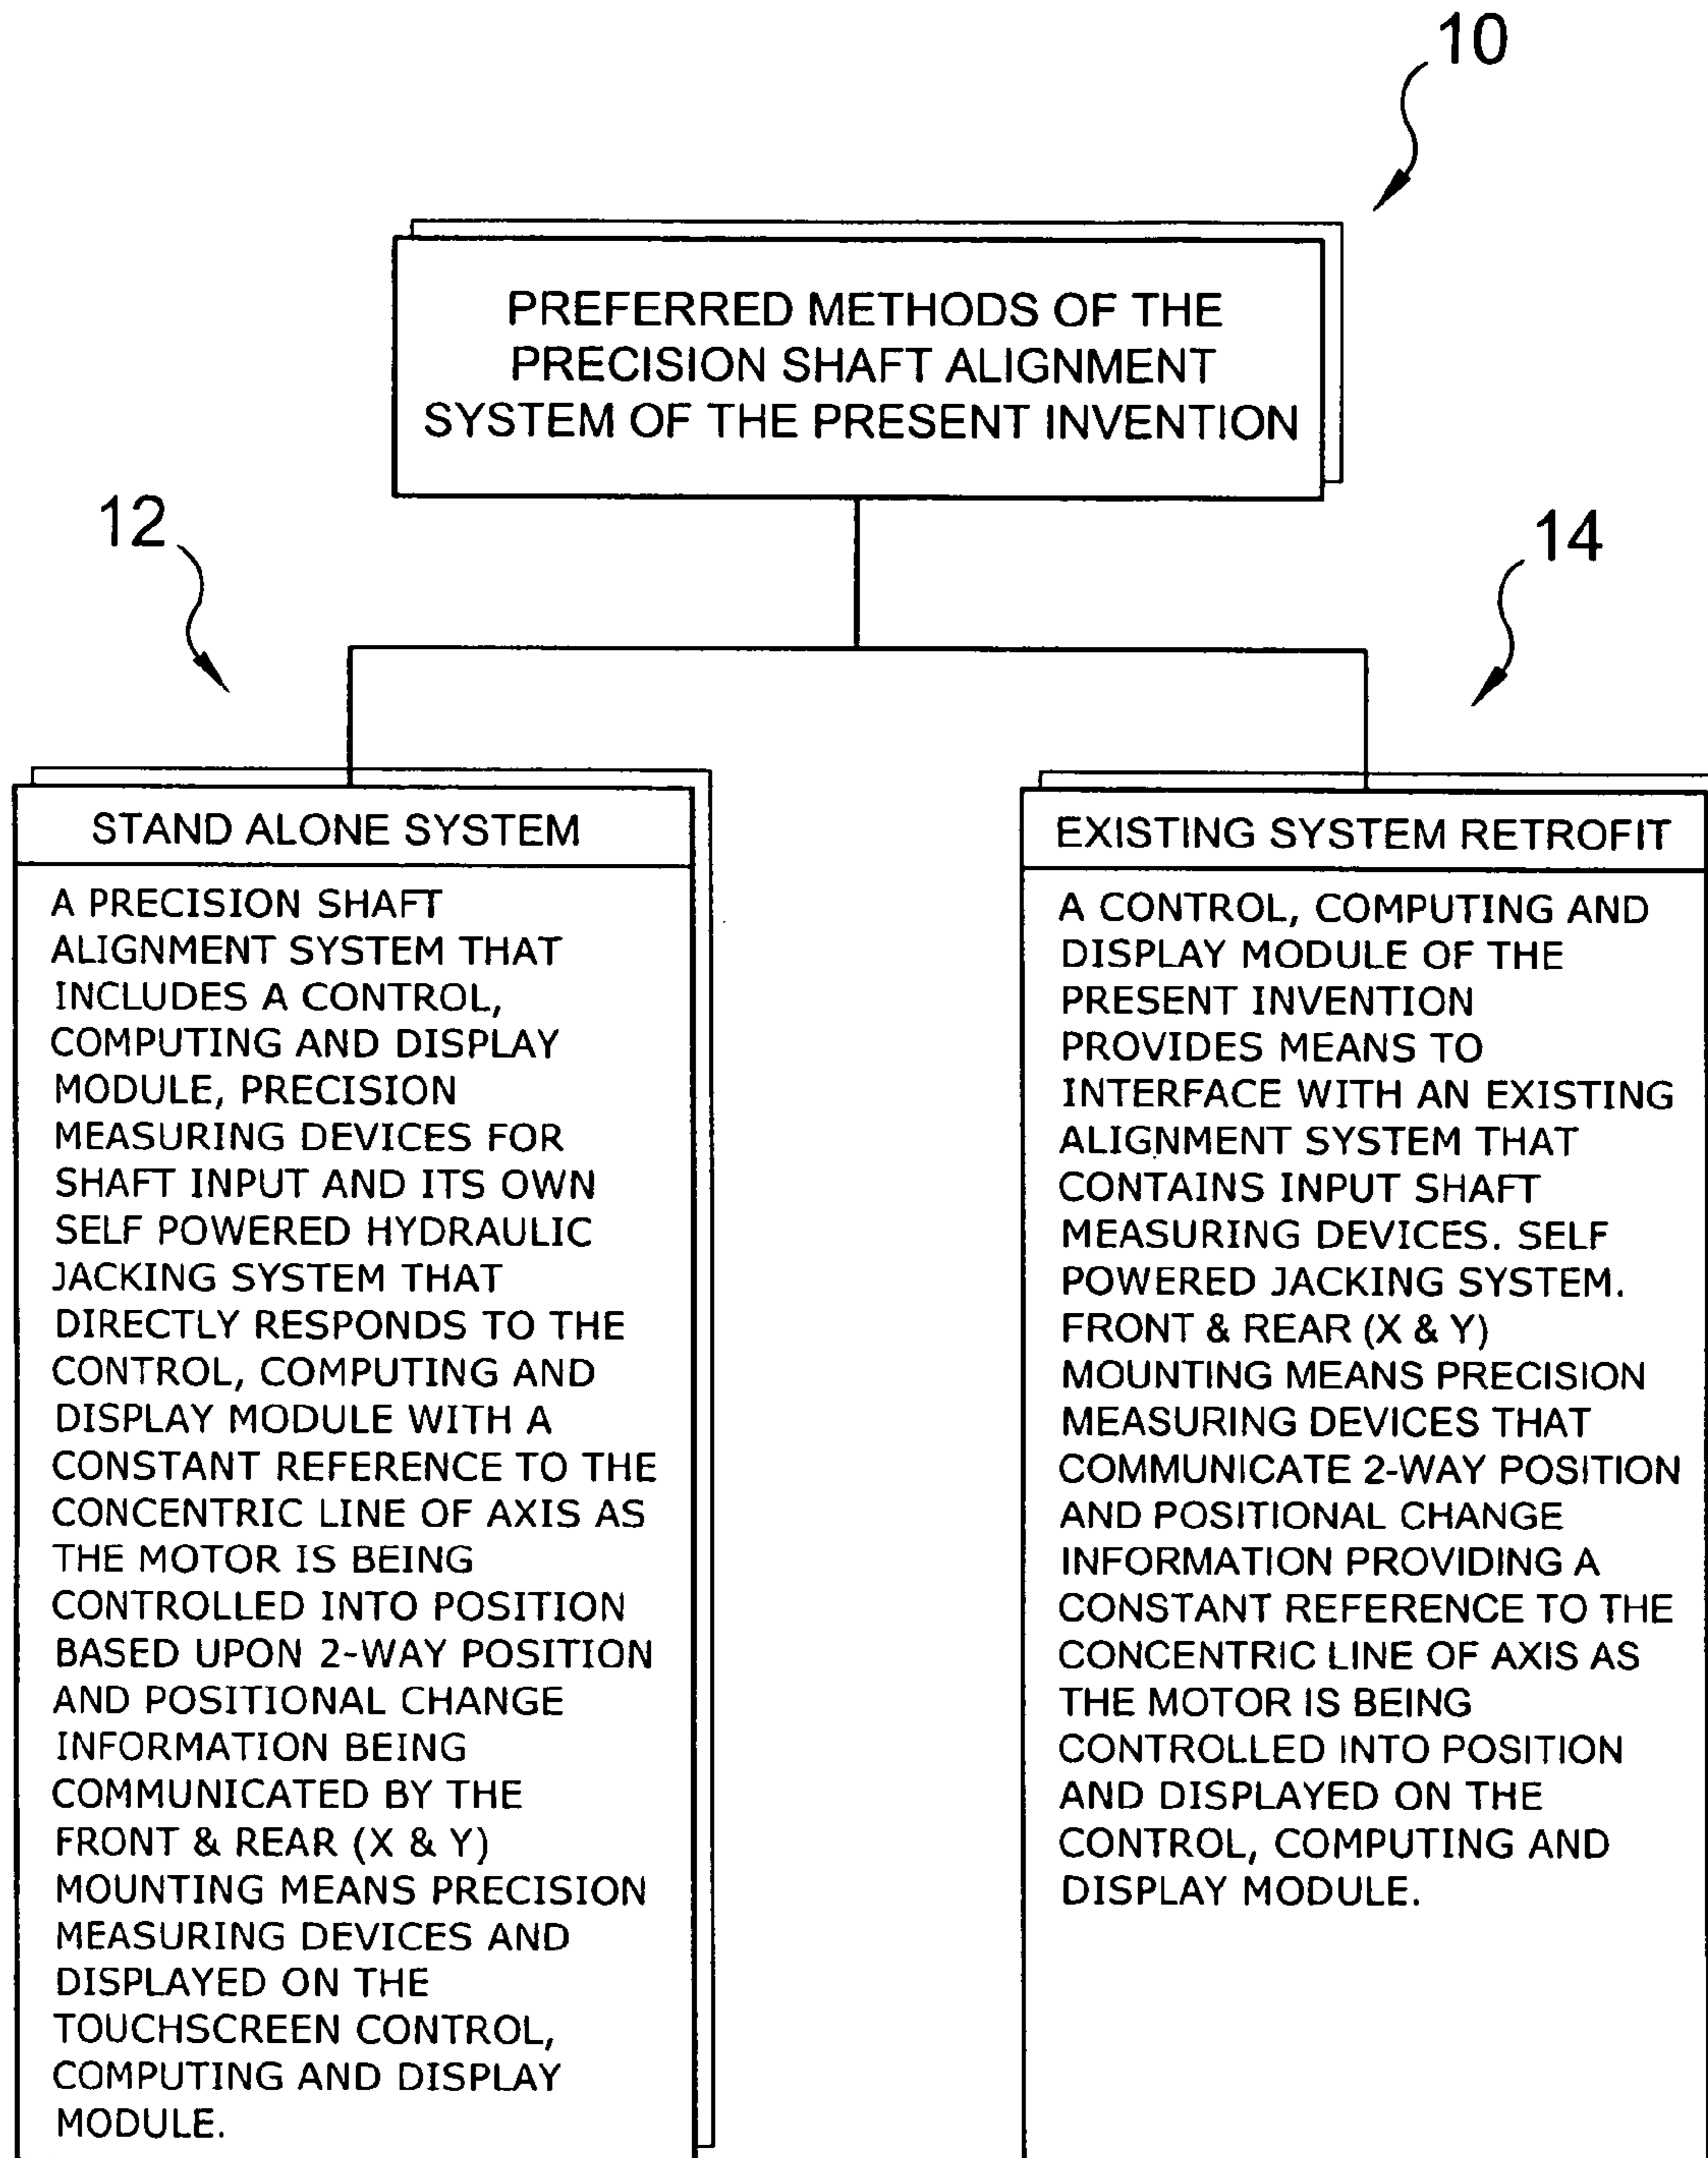 10
PREFERRED METHODS OF THE
PRECISION SHAFT ALIGNMENT
SYSTEM OF THE PRESENT INVENTION
12
14
STAND ALONE SYSTEM
A PRECISION SHAFT
ALIGNMENT SYSTEM THAT
INCLUDES A CONTROL,
COMPUTING AND DISPLAY
MODULE, PRECISION
MEASURING DEVICES FOR
SHAFT INPUT AND ITS OWN
SELF POWERED HYDRAULIC
JACKING SYSTEM THAT
DIRECTLY RESPONDS TO THE
CONTROL, COMPUTING AND
DISPLAY MODULE WITH A
CONSTANT REFERENCE TO THE
CONCENTRIC LINE OF AXIS AS
THE MOTOR IS BEING
CONTROLLED INTO POSITION
BASED UPON 2-WAY POSITION
AND POSITIONAL CHANGE
INFORMATION BEING
COMMUNICATED BY THE
FRONT & REAR (X & Y)
MOUNTING MEANS PRECISION
MEASURING DEVICES AND
DISPLAYED ON THE
TOUCHSCREEN CONTROL,
COMPUTING AND DISPLAY
MODULE.
EXISTING SYSTEM RETROFIT
A CONTROL, COMPUTING AND
DISPLAY MODULE OF THE
PRESENT INVENTION
PROVIDES MEANS TO
INTERFACE WITH AN EXISTING
ALIGNMENT SYSTEM THAT
CONTAINS INPUT SHAFT
MEASURING DEVICES. SELF
POWERED JACKING SYSTEM.
FRONT & REAR (X & Y)
MOUNTING MEANS PRECISION
MEASURING DEVICES THAT
COMMUNICATE 2-WAY POSITION
AND POSITIONAL CHANGE
INFORMATION PROVIDING A
CONSTANT REFERENCE TO THE
CONCENTRIC LINE OF AXIS AS
THE MOTOR IS BEING
CONTROLLED INTO POSITION
AND DISPLAYED ON THE
CONTROL, COMPUTING AND
DISPLAY MODULE.